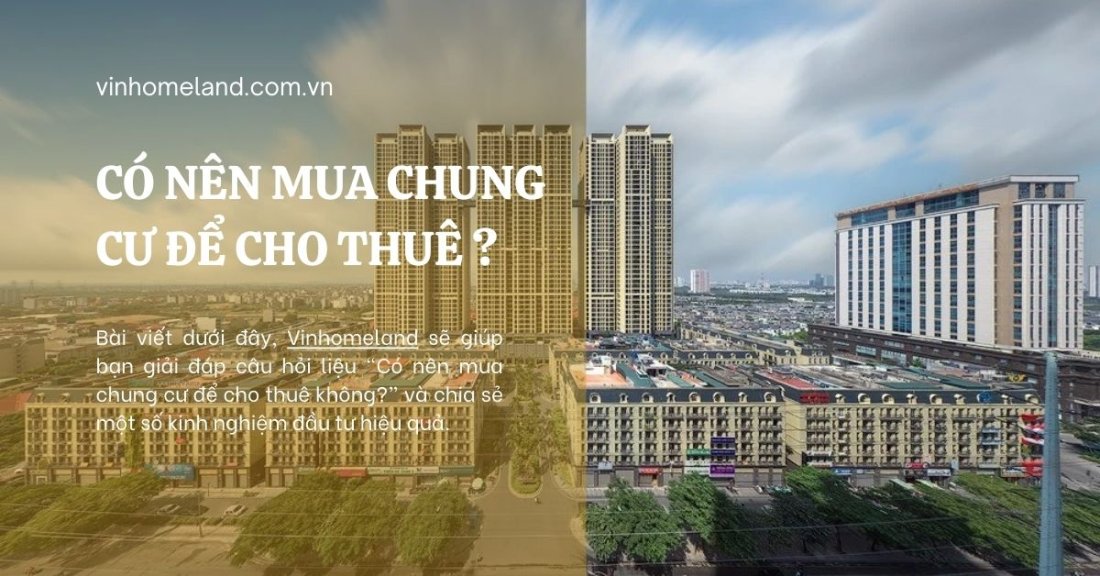 vinhomeland.com.vn
CÓ NÊN MUA CHUNG
CƯ ĐỂ CHO THUÊ ?
Bài viết dưới đây, Vinhomeland sẽ giúp
bạn giải đáp câu hỏi liệu “Có nên mua
chung cư để cho thuê không?” và chia sẻ
một số kinh nghiệm đầu tư hiệu quả.